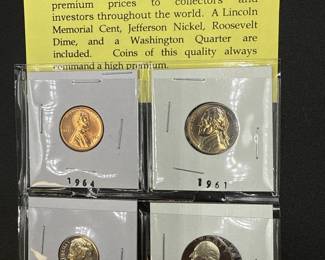 premium prices to collectors and
investors throughout the world. A Lincoln
Memorial Cent, Jefferson Nickel, Roosevelt
Dime, and a Washington Quarter are
included. Coins of this quality always
command a high premium.
1964
1961